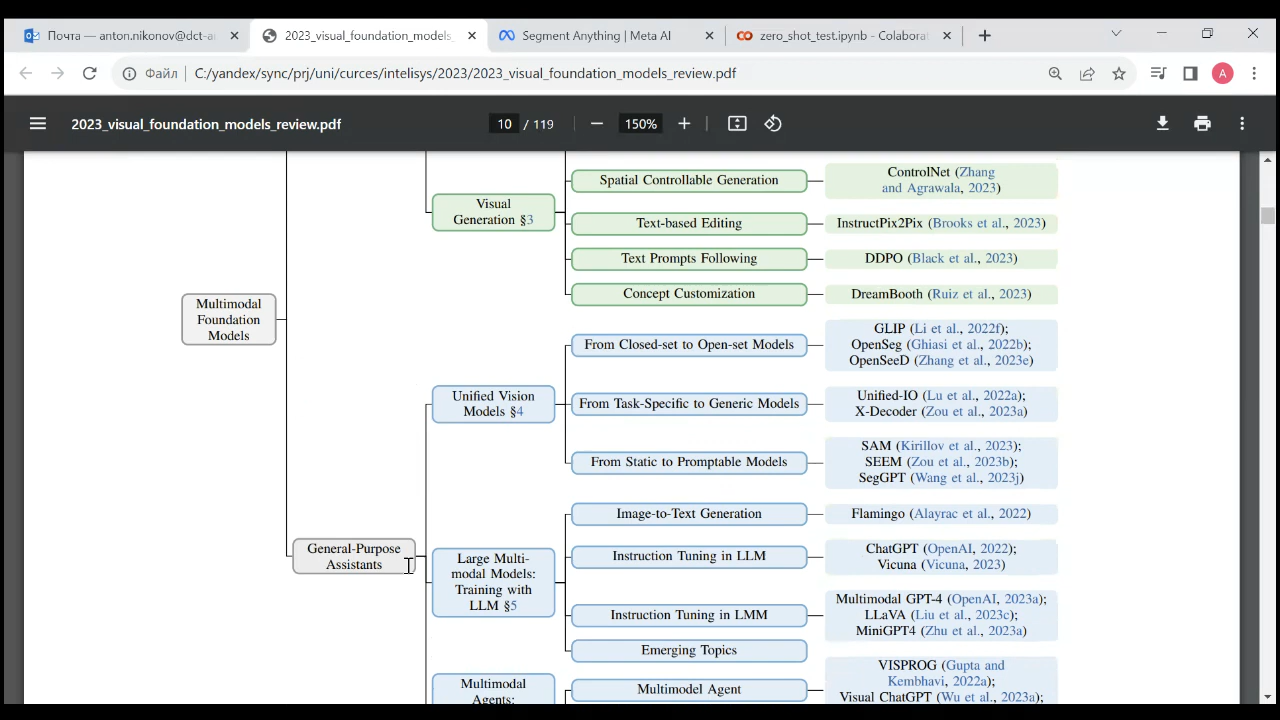 Почта — anton.nikonov@dct-a
2023_visual_foundation_models_
Segment Anything | Meta AI
zero_shot_test.ipynb - Colabora
Файл
C:/yandex/sync/prj/uni/curces/intelisys/2023/2023_visual_foundation_models_review.pdf
A
2023_visual_foundation_models_review.pdf
10 / 119
150%
Spatial Controllable Generation
ControlNet (Zhang
and Agrawala, 2023)
Visual
Generation §3
Text-based Editing
InstructPix2Pix (Brooks et al., 2023)
Text Prompts Following
DDPO (Black et al., 2023)
Concept Customization
DreamBooth (Ruiz et al., 2023)
Multimodal
Foundation
Models
From Closed-set to Open-set Models
GLIP (Li et al., 2022f);
OpenSeg (Ghiasi et al., 2022b);
OpenSeeD (Zhang et al., 2023e)
Unified Vision
Models §4
From Task-Specific to Generic Models
Unified-IO (Lu et al., 2022a);
X-Decoder (Zou et al., 2023a)
From Static to Promptable Models
SAM (Kirillov et al., 2023);
SEEM (Zou et al., 2023b);
SegGPT (Wang et al., 2023j)
Image-to-Text Generation
Flamingo (Alayrac et al., 2022)
General-Purpose
Assistants
Large Multi-
modal Models:
Training with
LLM §5
Instruction Tuning in LLM
ChatGPT (OpenAI, 2022);
Vicuna (Vicuna, 2023)
Instruction Tuning in LMM
Multimodal GPT-4 (OpenAI, 2023a);
LLaVA (Liu et al., 2023c);
MiniGPT4 (Zhu et al., 2023a)
Emerging Topics
Multimodal
Agents:
Multimodel Agent
VISPROG (Gupta and
Kembhavi, 2022a);
Visual ChatGPT (Wu et al., 2023a);